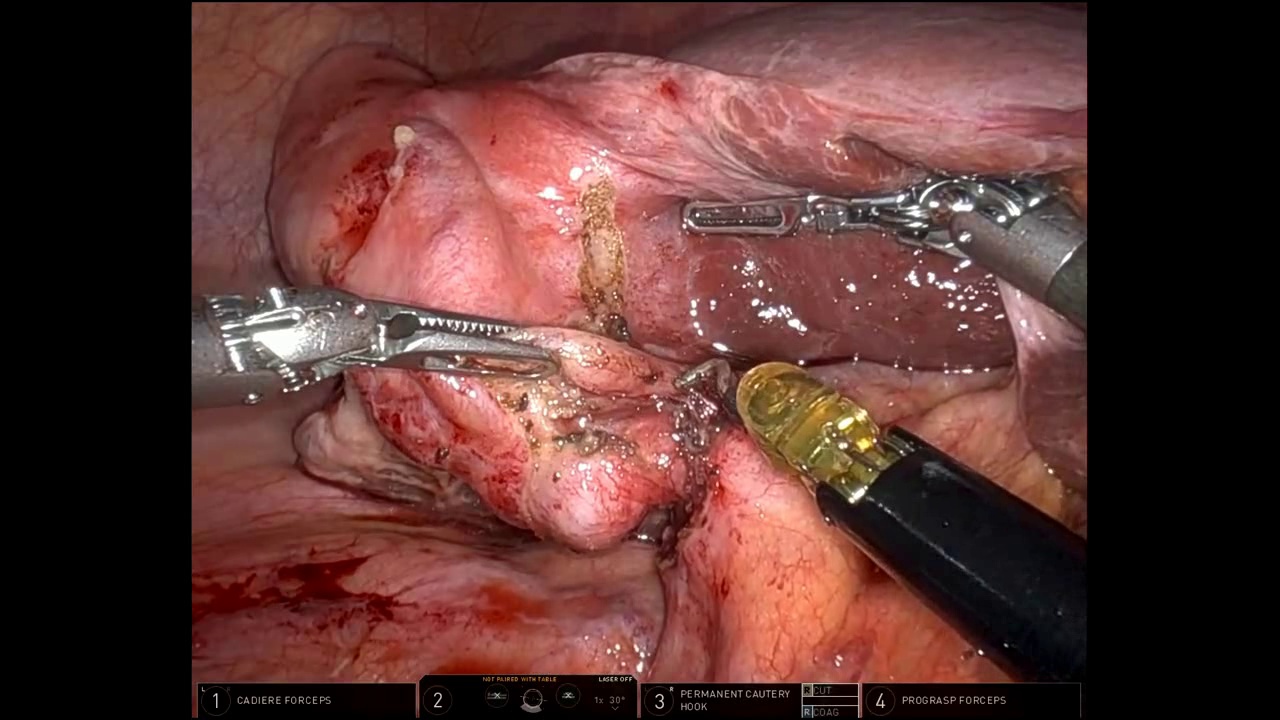 NOT PAIRED WITH TABLE
LASER OFF
1 CADIERE FORCEPS
2
1x 30°
3 PERMANENT CAUTERY
HOOK
R CUT
R COAG
4 PROGRASP FORCEPS